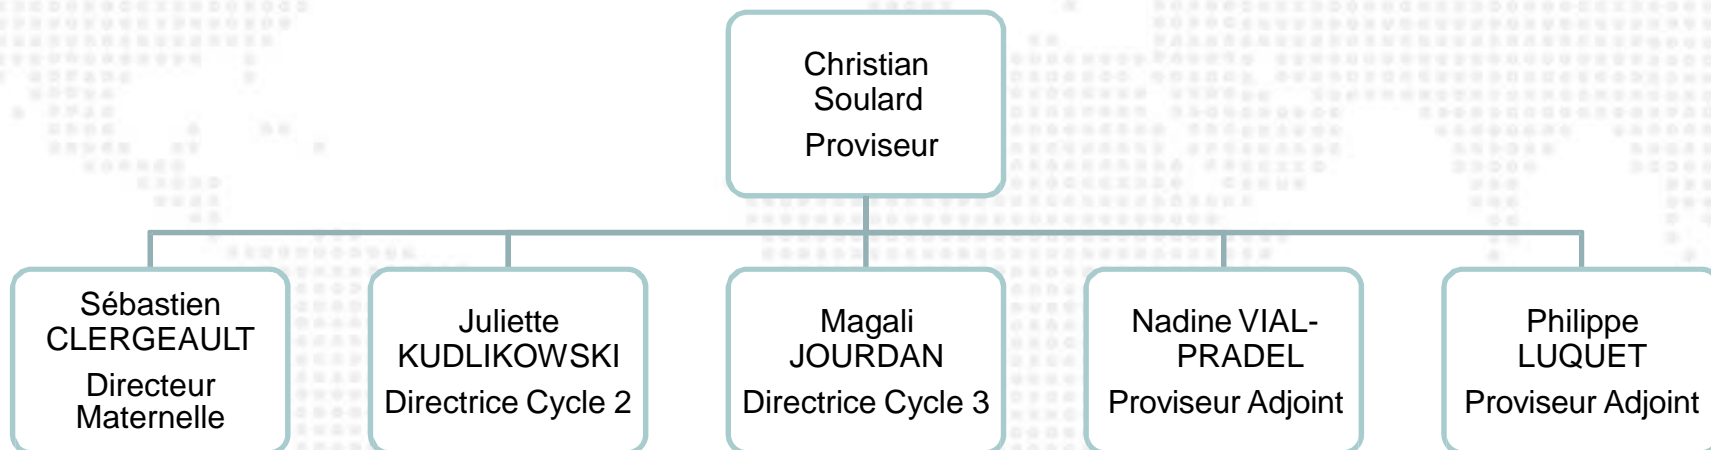 Christian
Soulard
Proviseur
Sébastien
CLERGEAULT
Directeur
Maternelle
Juliette
KUDLIKOWSKI
Directrice Cycle 2
Magali
JOURDAN
Directrice Cycle 3
Nadine VIAL-
PRADEL
Proviseur Adjoint
Philippe
LUQUET
Proviseur Adjoint